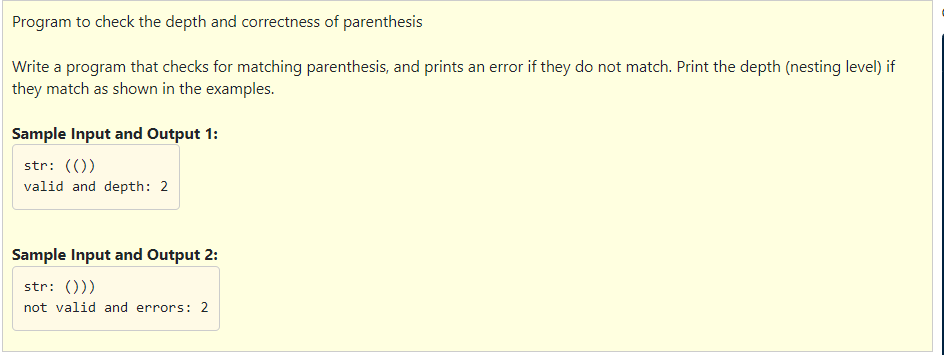 Program to check the depth and correctness of parenthesis
Write a program that checks for matching parenthesis, and prints an error if they do not match. Print the depth (nesting level) if
they match as shown in the examples.
Sample Input and Output 1:
str: (())
valid and depth: 2
Sample Input and Output 2:
str: ()))
not valid and errors: 2